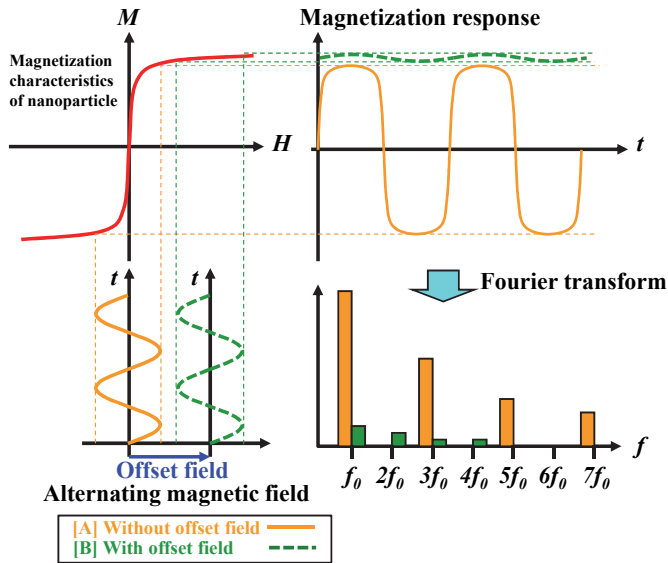 M
Magnetization response
Magnetization
characteristics
of nanoparticle
H
t
t
t
Fourier transform
f
f₀ 2f₀ 3f₀ 4f₀ 5f₀ 6f₀ 7f₀
Offset field
Alternating magnetic field
[A] Without offset field
[B] With offset field